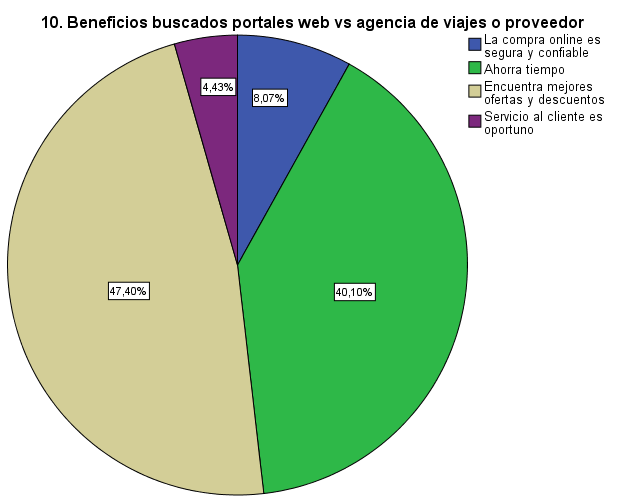 10. Beneficios buscados portales web vs agencia de viajes o proveedor
La compra online es
segura y confiable
Ahorra tiempo
Encuentra mejores
ofertas y descuentos
Servicio al cliente es
oportuno
4,43%
8,07%
47,40%
40,10%